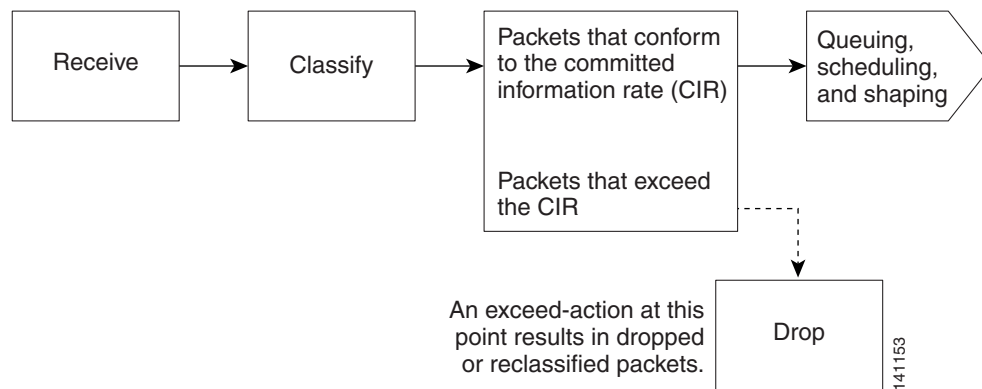 Receive
Classify
Packets that conform
to the committed
information rate (CIR)
Packets that exceed
the CIR
Queuing,
scheduling,
and shaping
An exceed-action at this
point results in dropped
or reclassified packets.
Drop
141153